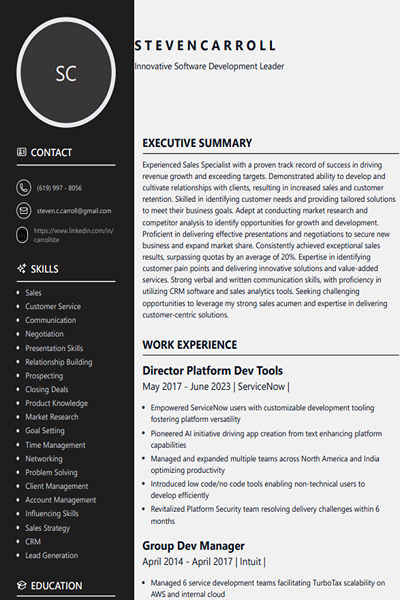 SC
CONTACT
(619) 997 - 8056
steven.c.carroll@gmail.com
https://www.linkedin.com/in/
carrollste
SKILLS
Sales
Customer Service
Communication
Negotiation
Presentation Skills
Relationship Building
Prospecting
Closing Deals
Product Knowledge
Market Research
Goal Setting
Time Management
Networking
Problem Solving
Client Management
Account Management
Influencing Skills
Sales Strategy
CRM
Lead Generation
EDUCATION
STEVENCARROLL
Innovative Software Development Leader
EXECUTIVE SUMMARY
Experienced Sales Specialist with a proven track record of success in driving
revenue growth and exceeding targets. Demonstrated ability to develop and
cultivate relationships with clients, resulting in increased sales and customer
retention. Skilled in identifying customer needs and providing tailored solutions
to meet their business goals. Adept at conducting market research and
competitor analysis to identify opportunities for growth and development.
Proficient in delivering effective presentations and negotiations to secure new
business and expand market share. Consistently achieved exceptional sales
results, surpassing quotas by an average of 20%. Expertise in identifying
customer pain points and delivering innovative solutions and value-added
services. Strong verbal and written communication skills, with proficiency in
utilizing CRM software and sales analytics tools. Seeking challenging
opportunities to leverage my strong sales acumen and expertise in delivering
customer-centric solutions.
WORK EXPERIENCE
Director Platform Dev Tools
May 2017 - June 2023 | ServiceNow |
Empowered ServiceNow users with customizable development tooling
fostering platform versatility
Pioneered AI initiative driving app creation from text enhancing platform
capabilities
Managed and expanded multiple teams across North America and India
optimizing productivity
Introduced low code/no code tools enabling non-technical users to
develop efficiently
Revitalized Platform Security team resolving delivery challenges within 6
months
Group Dev Manager
April 2014 - April 2017 | Intuit |
Managed 6 service development teams facilitating TurboTax scalability on
AWS and internal cloud